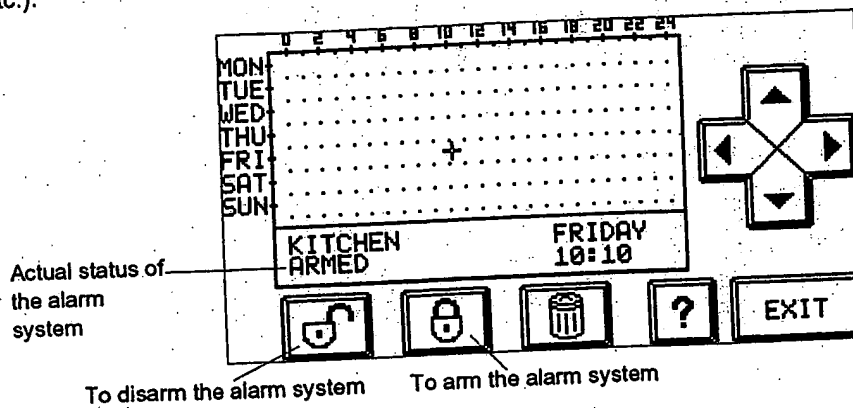 c.).
0 2 4 6 8 10 12 14 16 18 20 22 24
MON
TUE
WED
THU
FRI
SAT
SUN
KITCHEN FRIDAY
ARMED 10:10
Actual status of
the alarm
system
? EXIT
To disarm the alarm system To arm the alarm system